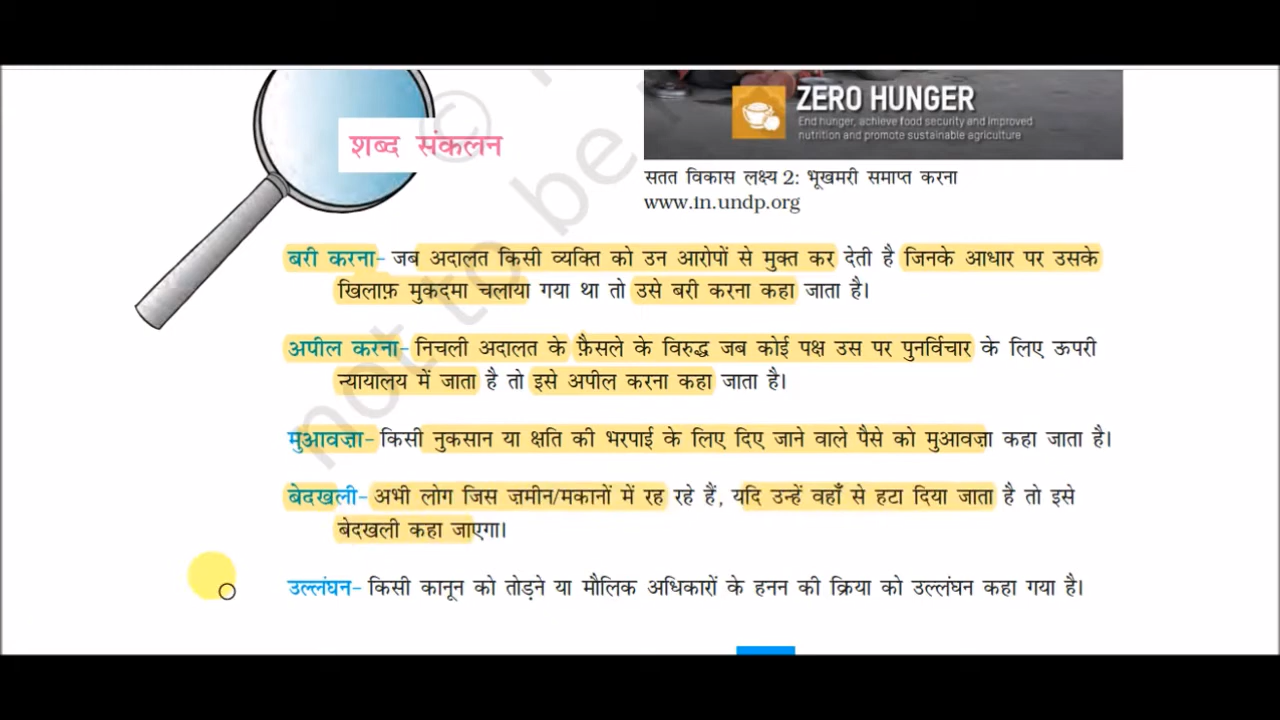 ZERO HUNGER
End hunger, achieve food security and improved
nutrition and promote sustainable agriculture
शब्द संकलन
सतत विकास लक्ष्य 2: भूखमरी समाप्त करना
www.in.undp.org
बरी करना- जब अदालत किसी व्यक्ति को उन आरोपों से मुक्त कर देती है जिनके आधार पर उसके
खिलाफ़ मुकदमा चलाया गया था तो उसे बरी करना कहा जाता है।
अपील करना- निचली अदालत के फ़ैसले के विरुद्ध जब कोई पक्ष उस पर पुनर्विचार के लिए ऊपरी
न्यायालय में जाता है तो इसे अपील करना कहा जाता है।
मुआवज़ा- किसी नुकसान या क्षति की भरपाई के लिए दिए जाने वाले पैसे को मुआवज़ा कहा जाता है।
बेदखली- अभी लोग जिस ज़मीन/मकानों में रह रहे हैं, यदि उन्हें वहाँ से हटा दिया जाता है तो इसे
बेदखली कहा जाएगा।
उल्लंघन- किसी कानून को तोड़ने या मौलिक अधिकारों के हनन की क्रिया को उल्लंघन कहा गया है।
©
not to be